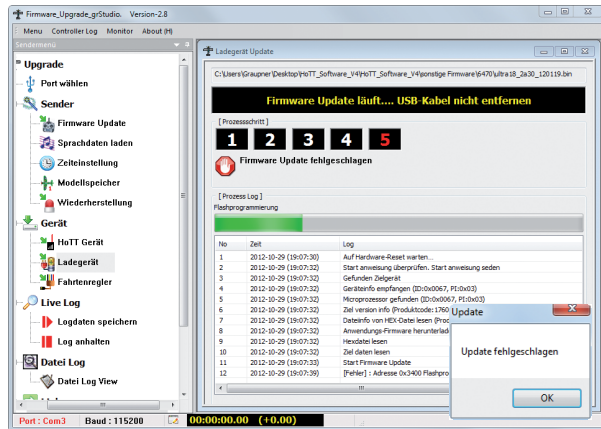 Firmware_Upgrade_grStudio. Version-2.8
Menu Controller Log Monitor About (H)
Sendermenü
Upgrade
Port wählen
Sender
Firmware Update
Sprachdaten laden
Zeiteinstellung
Modellspeicher
Wiederherstellung
Gerät
HoTT Gerät
Ladegerät
Fahrtenregler
Live Log
Logdaten speichern
Log anhalten
Datei Log
Datei Log View
Port : Com3 Baud : 115200 00:00:00.00 (+0.00)
Ladegerät Update
C:\Users\Graupner\Desktop\HoTT_Software_V4\HoTT_Software_V4\sonstige Firmware\6470\ultra18_2a30_120119.bin
Firmware Update läuft.... USB-Kabel nicht entfernen
[ Prozessschritt ]
1 2 3 4 5
Firmware Update fehlgeschlagen
[ Prozess Log ]
Flashprogrammierung
No Zeit Log
1 2012-10-29 (19:07:30) Auf Hardware-Reset warten...
2 2012-10-29 (19:07:32) Start anweisung überprüfen. Start anweisung seden
3 2012-10-29 (19:07:32) Gefunden Zielgerät
4 2012-10-29 (19:07:32) Geräteinfo empfangen (ID:0x0067, PI:0x03)
5 2012-10-29 (19:07:32) Microprozessor gefunden (ID:0x0067, PI:0x03)
6 2012-10-29 (19:07:32) Ziel version info (Produktcode:1760
7 2012-10-29 (19:07:32) Dateiinfo von HEX-Datei lesen (Proc
8 2012-10-29 (19:07:32) Anwendungs-Firmware herunterlad
9 2012-10-29 (19:07:32) Hexdatei lesen
10 2012-10-29 (19:07:32) Ziel daten lesen
11 2012-10-29 (19:07:33) Start Firmware Update
12 2012-10-29 (19:07:39) [Fehler] : Adresse 0x3400 Flashpro
Update
Update fehlgeschlagen
OK